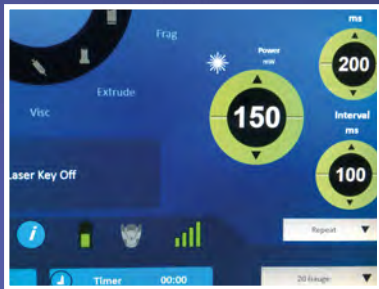 ms
Frag
Power
mW
200
Extrude
150
Interval
ms
Visc
100
Laser Key Off
i
Repeat
Timer
00:00
20 Gauge